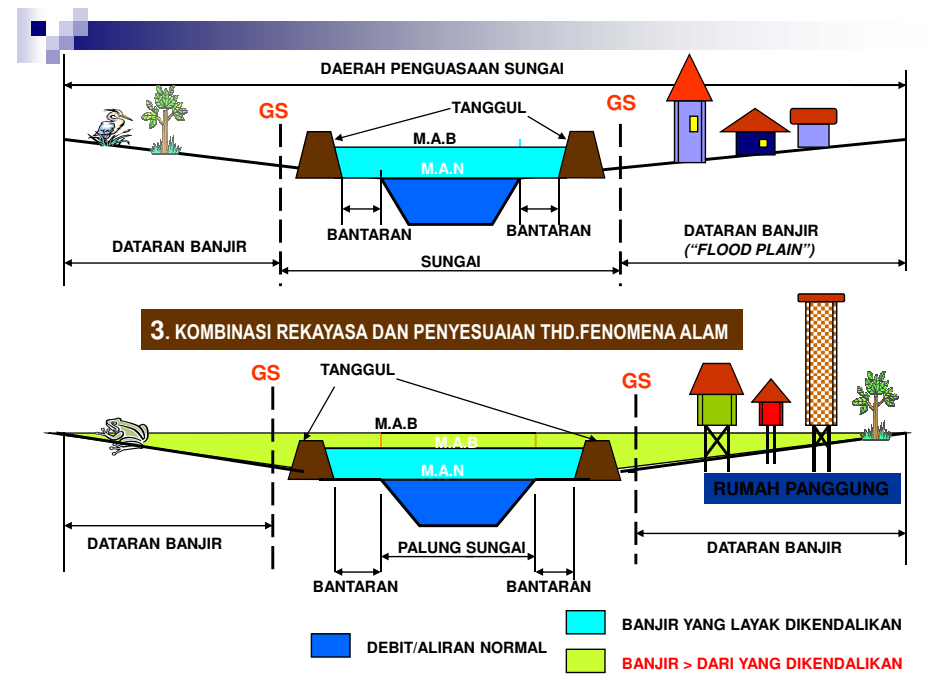 DAERAH PENGUASAAN SUNGAI
GS
TANGGUL
GS
M.A.B
M.A.N
BANTARAN
BANTARAN
DATARAN BANJIR
SUNGAI
DATARAN BANJIR
(“FLOOD PLAIN”)
3. KOMBINASI REKAYASA DAN PENYESUAIAN THD.FENOMENA ALAM
GS
TANGGUL
GS
M.A.B
M.A.B
M.A.N
RUMAH PANGGUNG
DATARAN BANJIR
PALUNG SUNGAI
DATARAN BANJIR
BANTARAN
BANTARAN
DEBIT/ALIRAN NORMAL
BANJIR YANG LAYAK DIKENDALIKAN
BANJIR > DARI YANG DIKENDALIKAN